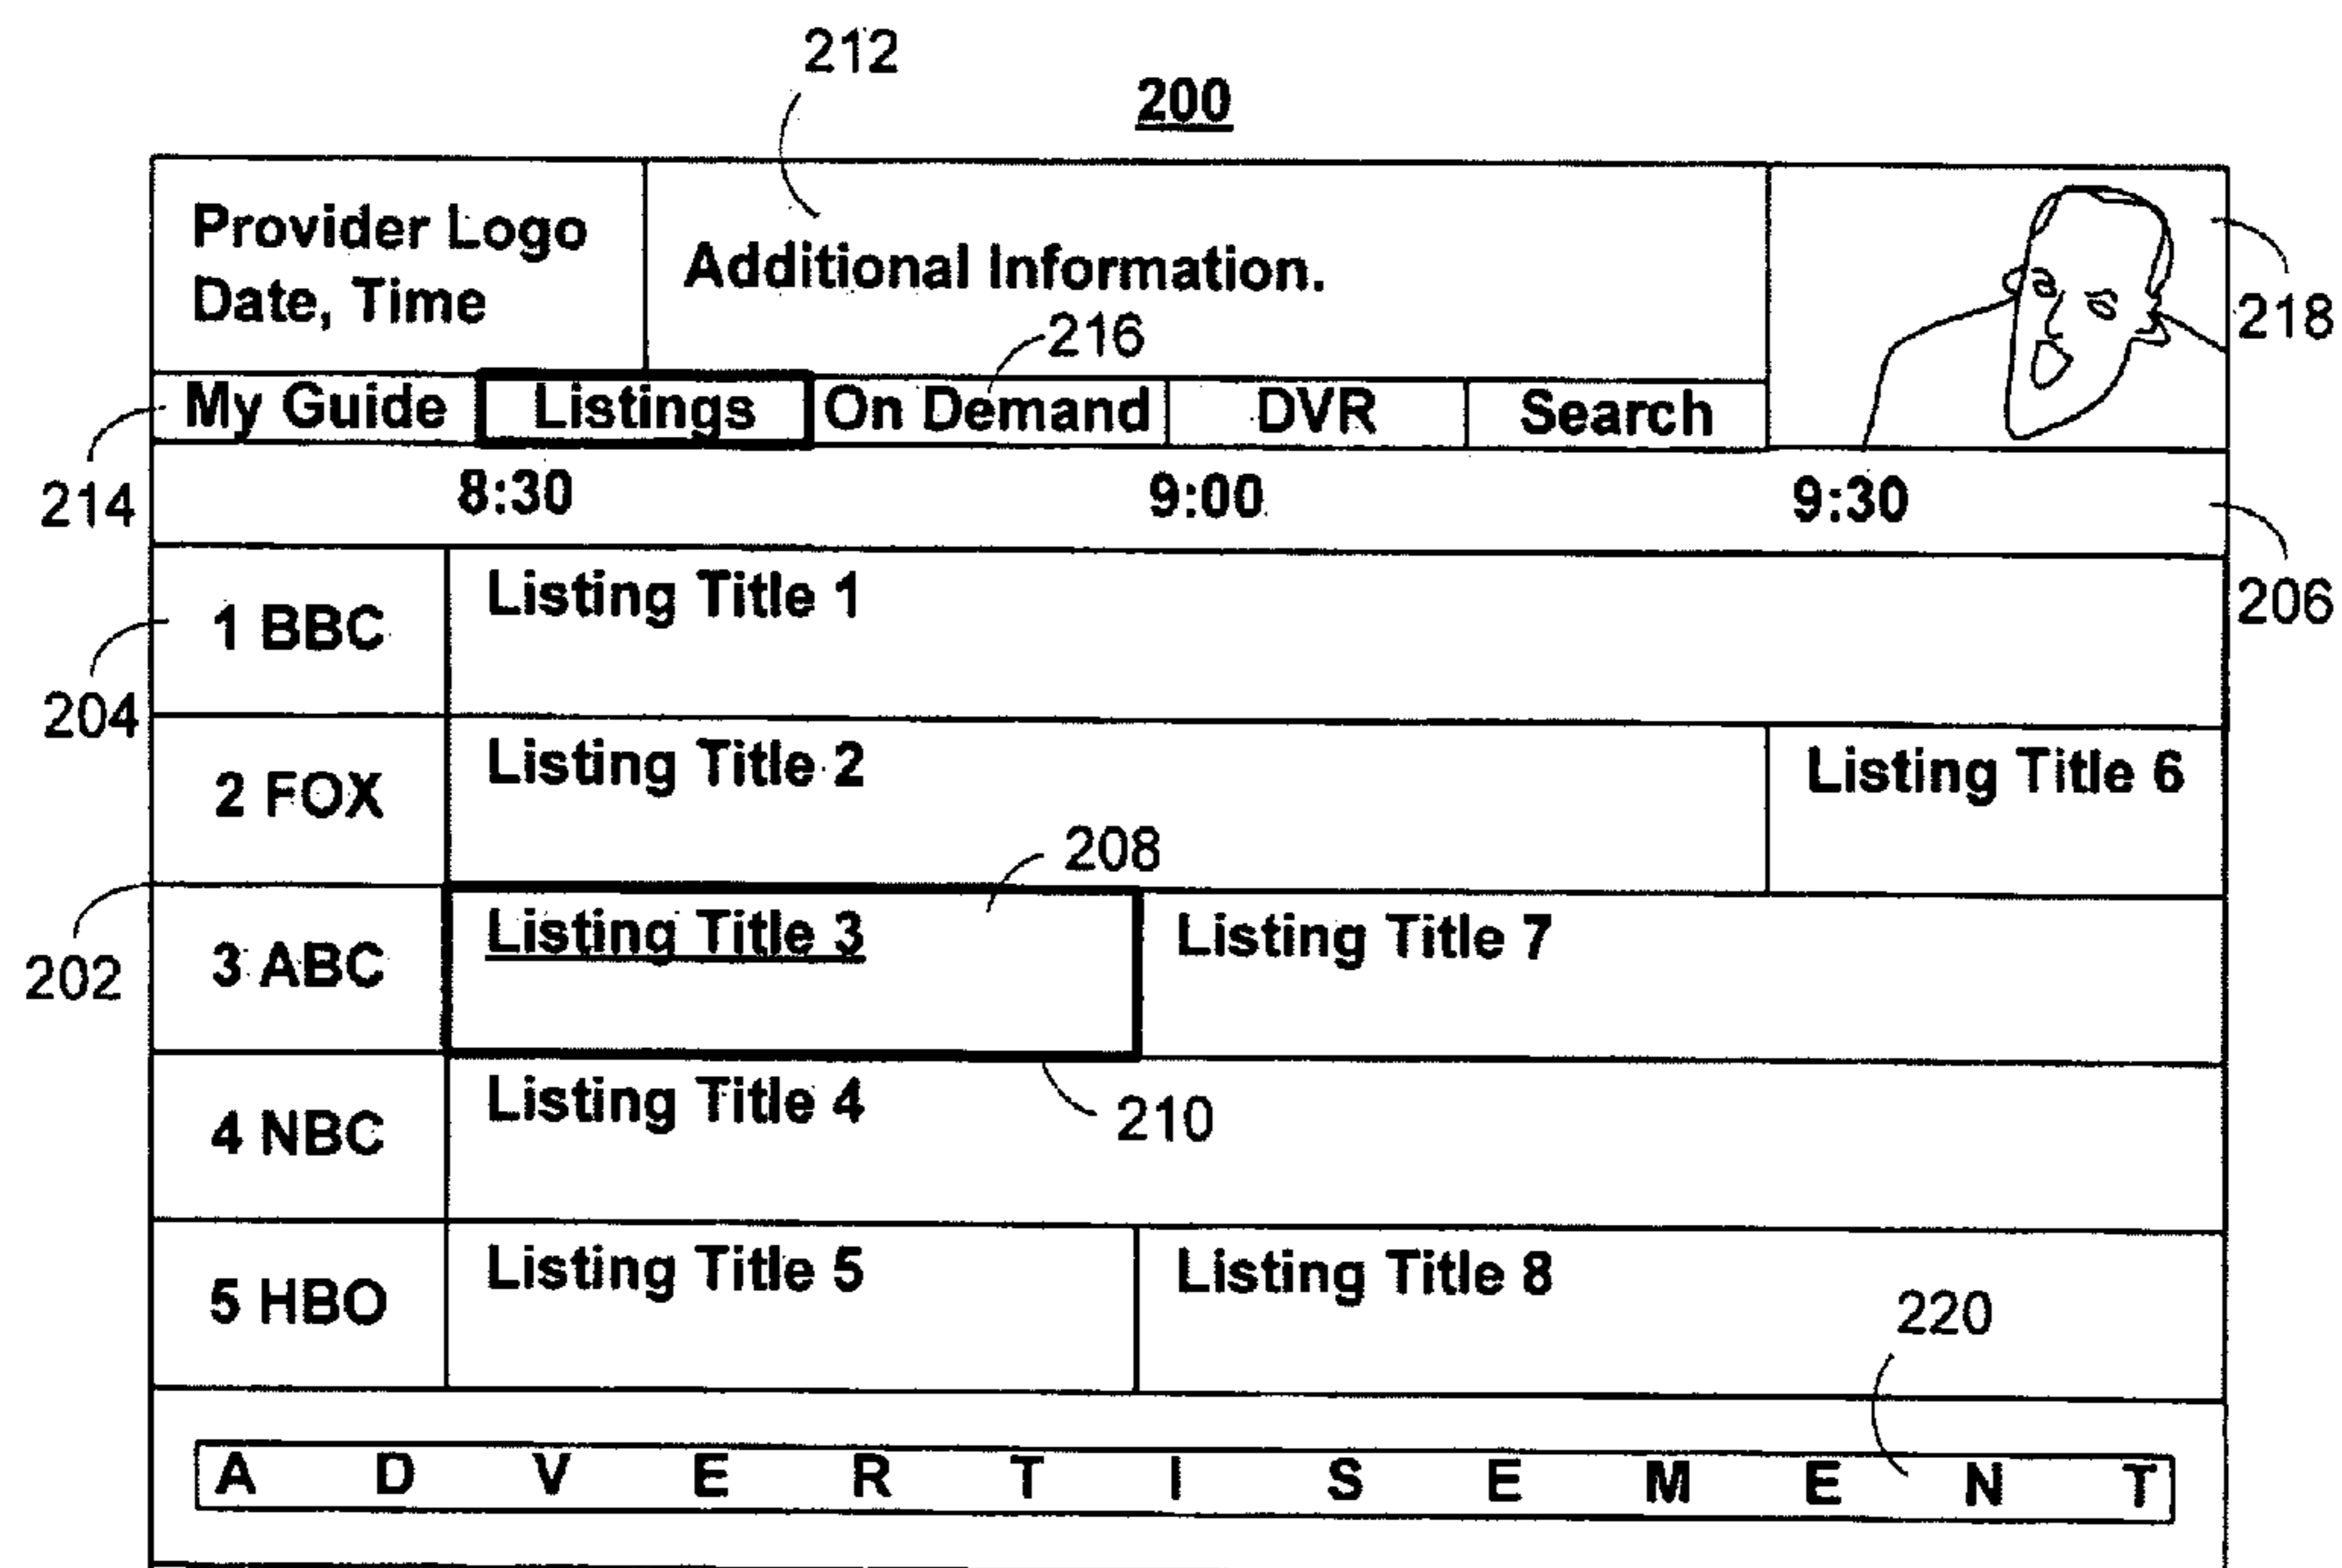 212
200
Provider Logo
Date, Time
Additional Information.
218
216
My Guide Listings On Demand DVR Search
214
8:30 9:00 9:30
206
1 BBC Listing Title 1
204
2 FOX Listing Title 2 Listing Title 6
208
202
3 ABC Listing Title 3 Listing Title 7
210
4 NBC Listing Title 4
5 HBO Listing Title 5 Listing Title 8
220
A D V E R T I S E M E N T